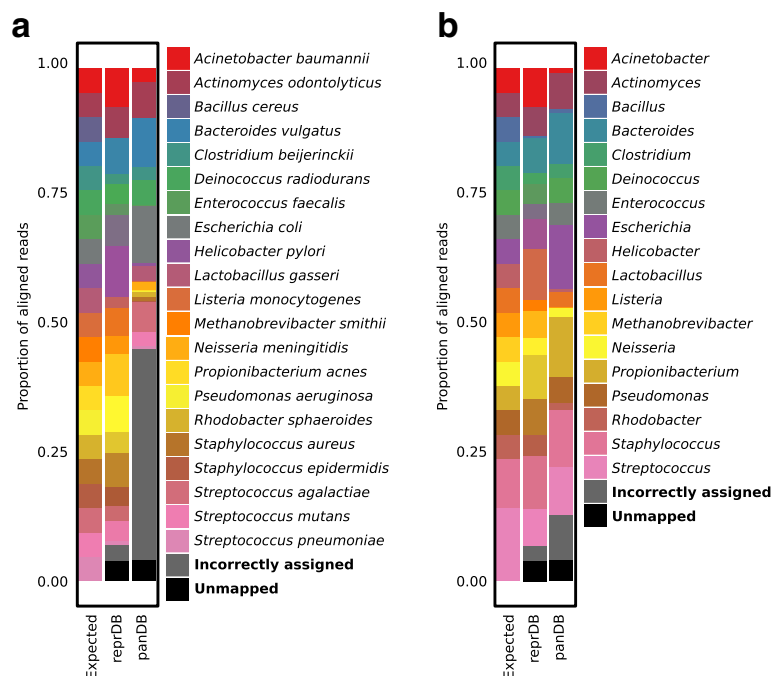 a
Proportion of aligned reads
1.00
0.75
0.50
0.25
0.00
Expected
reprDB
panDB
Acinetobacter baumannii
Actinomyces odontolyticus
Bacillus cereus
Bacteroides vulgatus
Clostridium beijerinckii
Deinococcus radiodurans
Enterococcus faecalis
Escherichia coli
Helicobacter pylori
Lactobacillus gasseri
Listeria monocytogenes
Methanobrevibacter smithii
Neisseria meningitidis
Propionibacterium acnes
Pseudomonas aeruginosa
Rhodobacter sphaeroides
Staphylococcus aureus
Staphylococcus epidermidis
Streptococcus agalactiae
Streptococcus mutans
Streptococcus pneumoniae
Incorrectly assigned
Unmapped
b
Proportion of aligned reads
1.00
0.75
0.50
0.25
0.00
Expected
reprDB
panDB
Acinetobacter
Actinomyces
Bacillus
Bacteroides
Clostridium
Deinococcus
Enterococcus
Escherichia
Helicobacter
Lactobacillus
Listeria
Methanobrevibacter
Neisseria
Propionibacterium
Pseudomonas
Rhodobacter
Staphylococcus
Streptococcus
Incorrectly assigned
Unmapped